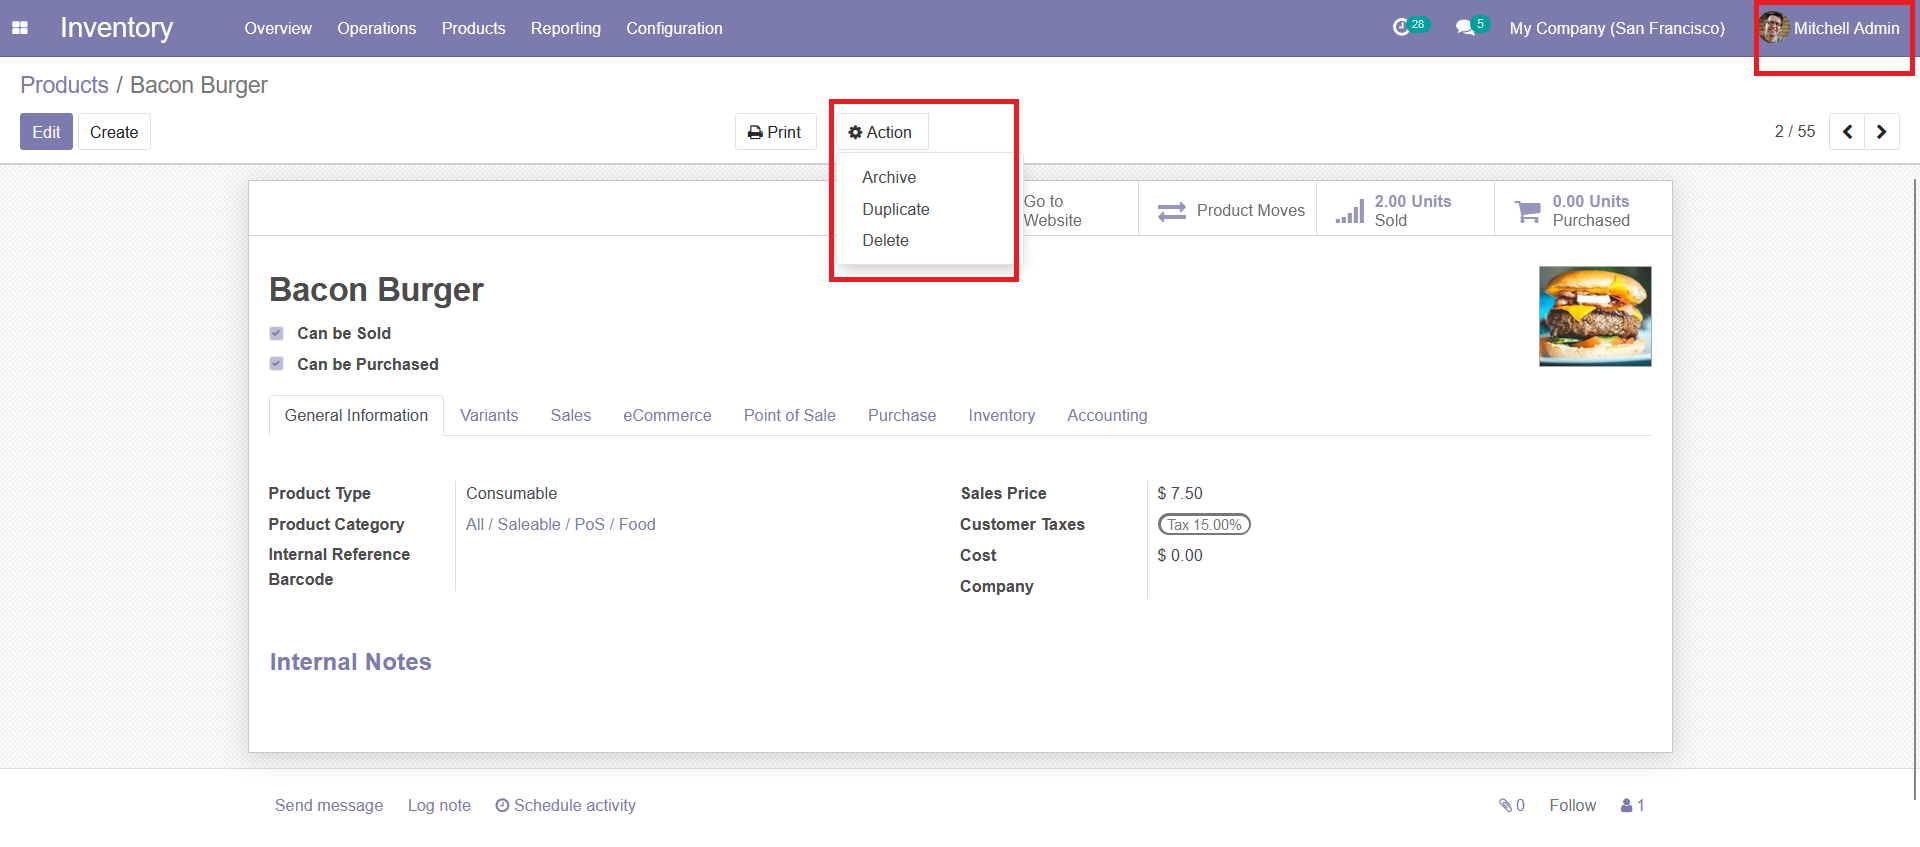 Inventory Overview Operations Products Reporting Configuration 28 5 My Company (San Francisco) Mitchell Admin
Products / Bacon Burger
Edit Create Print Action 2 / 55
Archive
Duplicate
Delete
Go to
Website
Product Moves
2.00 Units
Sold
0.00 Units
Purchased
Bacon Burger
Can be Sold
Can be Purchased
General Information Variants Sales eCommerce Point of Sale Purchase Inventory Accounting
Product Type Consumable
Product Category All / Saleable / PoS / Food
Internal Reference
Barcode
Sales Price $ 7.50
Customer Taxes Tax 15.00%
Cost $ 0.00
Company
Internal Notes
Send message Log note Schedule activity 0 Follow 1